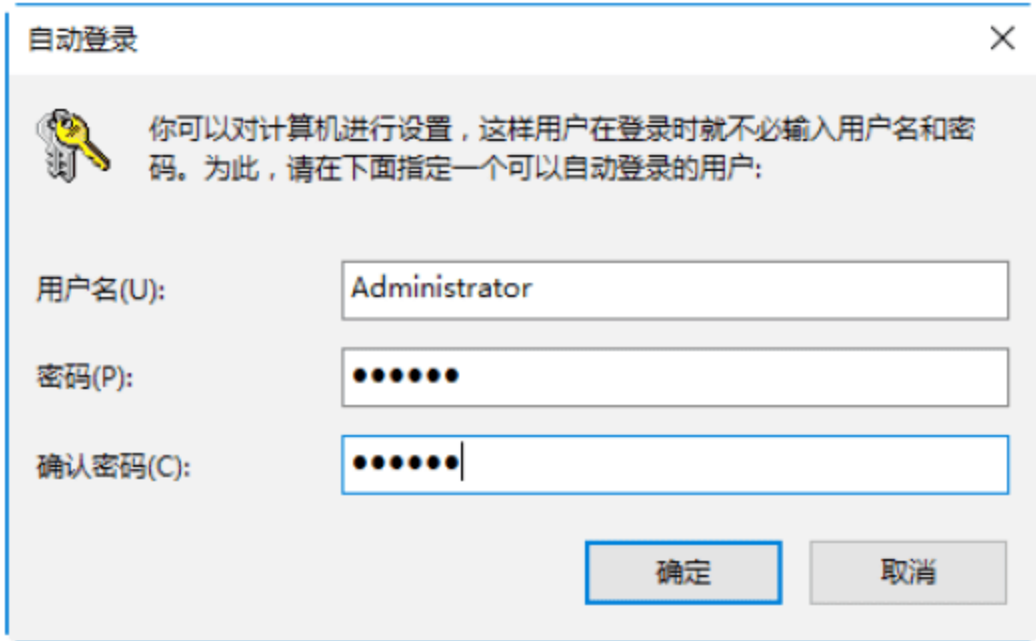 自动登录
你可以对计算机进行设置，这样用户在登录时就不必输入用户名和密
码。为此，请在下面指定一个可以自动登录的用户:
用户名(U):
Administrator
密码(P):
●●●●●●
确认密码(C):
●●●●●●
确定
取消